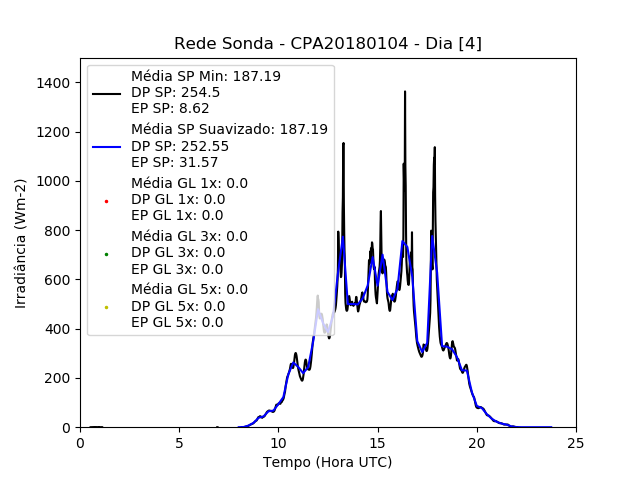 Rede Sonda - CPA20180104 - Dia [4]
Média SP Min: 187.19
DP SP: 254.5
EP SP: 8.62
Média SP Suavizado: 187.19
DP SP: 252.55
EP SP: 31.57
Média GL 1x: 0.0
DP GL 1x: 0.0
EP GL 1x: 0.0
Média GL 3x: 0.0
DP GL 3x: 0.0
EP GL 3x: 0.0
Média GL 5x: 0.0
DP GL 5x: 0.0
EP GL 5x: 0.0
Irradiância (Wm-2)
1400
1200
1000
800
600
400
200
0
0 5 10 15 20 25
Tempo (Hora UTC)